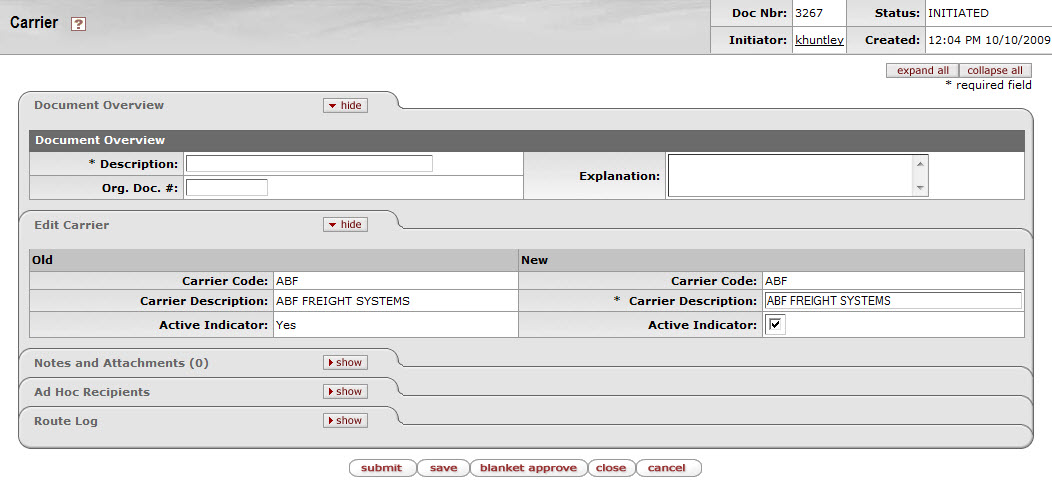 Carrier ?
Doc Nbr: 3267 Status: INITIATED
Initiator: khuntley Created: 12:04 PM 10/10/2009
expand all collapse all
* required field
Document Overview hide
Document Overview
* Description:
Explanation:
Org. Doc. #:
Edit Carrier hide
Old New
Carrier Code: ABF Carrier Code: ABF
Carrier Description: ABF FREIGHT SYSTEMS * Carrier Description: ABF FREIGHT SYSTEMS
Active Indicator: Yes Active Indicator:
Notes and Attachments (0) show
Ad Hoc Recipients show
Route Log show
submit save blanket approve close cancel